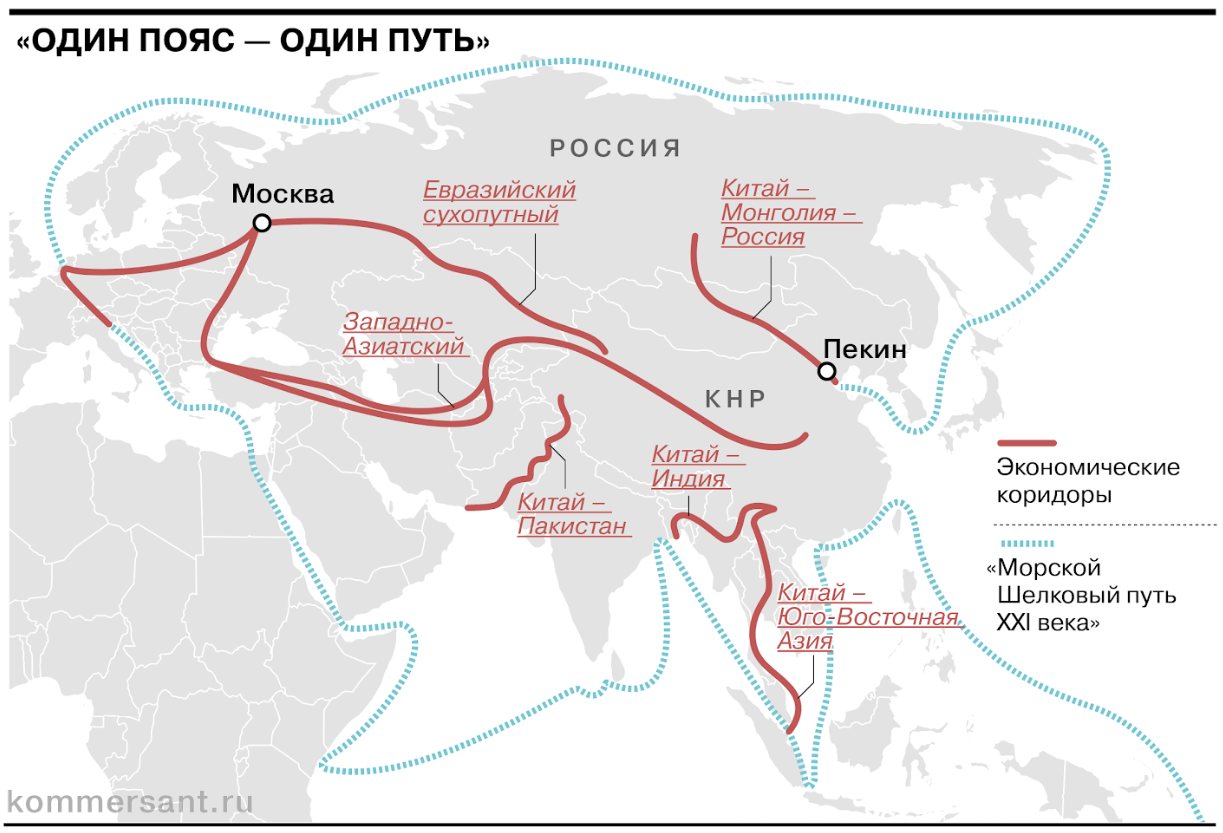 «ОДИН ПОЯС — ОДИН ПУТЬ»
РОССИЯ
Москва
Евразийский
сухопутный
Китай –
Монголия –
Россия
Западно-
Азиатский
Пекин
КНР
Китай –
Индия
Китай –
Пакистан
Китай –
Юго-Восточная
Азия
Экономические
коридоры
«Морской
Шелковый путь
XXI века»
kommersant.ru